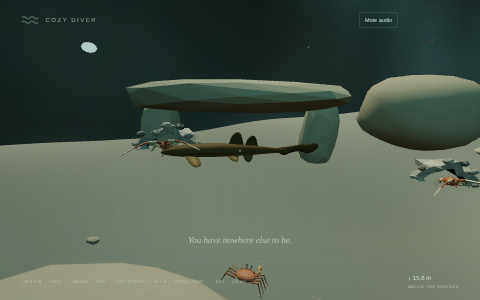 COZY DIVER
Mute audio
You have nowhere else to be.
↓ 15.6 m
BELOW THE SURFACE